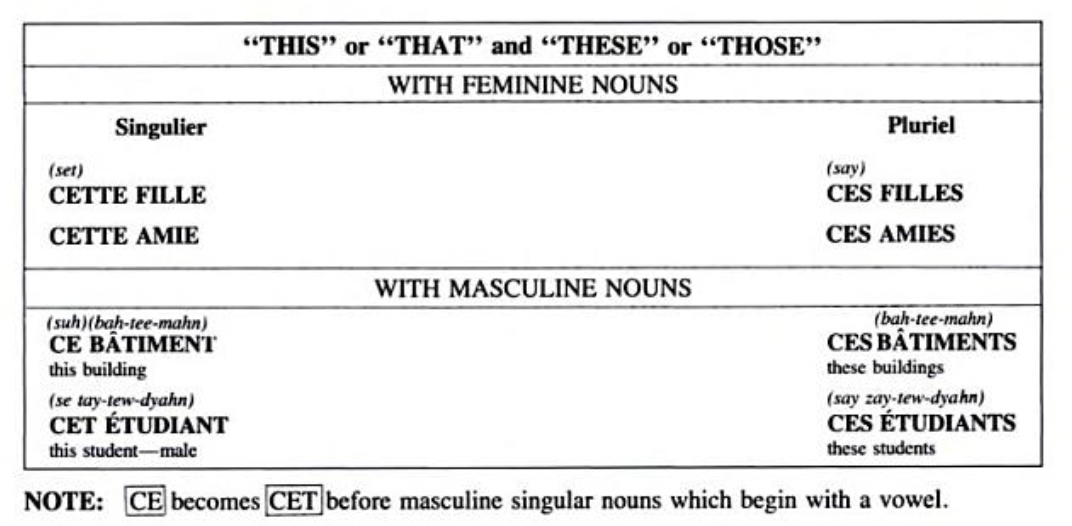 “THIS” or “THAT” and “THESE” or “THOSE”
WITH FEMININE NOUNS
Singulier Pluriel
(set) (say)
CETTE FILLE CES FILLES
CETTE AMIE CES AMIES
WITH MASCULINE NOUNS
(suh)(bah-tee-mahn) (bah-tee-mahn)
CE BÂTIMENT CES BÂTIMENTS
this building these buildings
(se tay-tew-dyahn) (say zay-tew-dyahn)
CET ÉTUDIANT CES ÉTUDIANTS
this student—male these students
NOTE: CE becomes CET before masculine singular nouns which begin with a vowel.